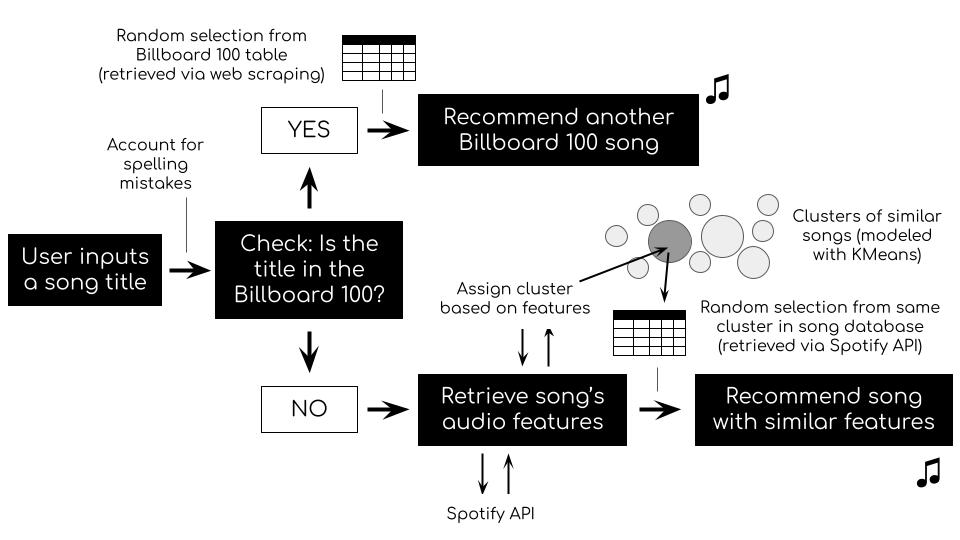 Random selection from
Billboard 100 table
(retrieved via web scraping)
YES
Recommend another
Billboard 100 song
Account for
spelling
mistakes
User inputs
a song title
Check: Is the
title in the
Billboard 100?
Clusters of similar
songs (modeled
with KMeans)
Assign cluster
based on features
Random selection from same
cluster in song database
(retrieved via Spotify API)
NO
Retrieve song's
audio features
Recommend song
with similar features
Spotify API